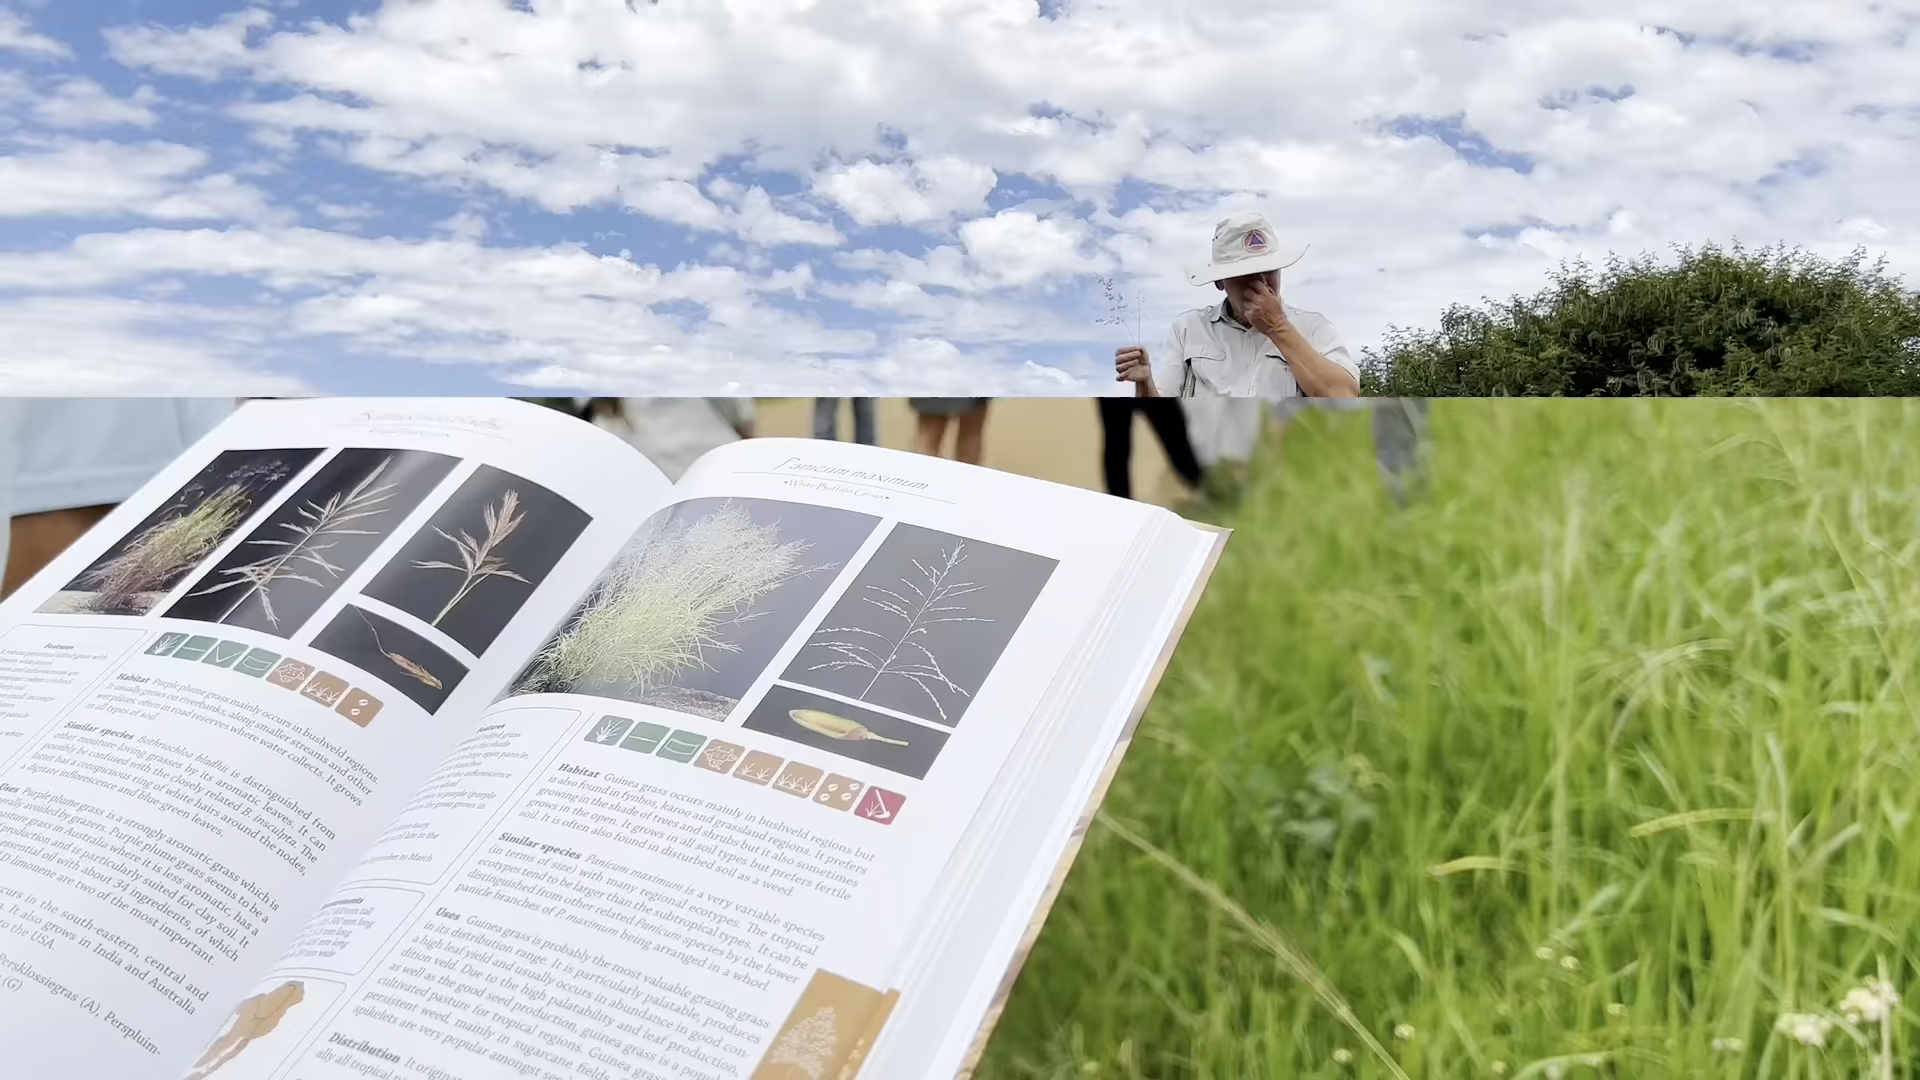 Features
Habitat Purple plume grass mainly occurs in bushveld regions.
It usually grows on riverbanks, along smaller streams and other
wet places; often in road reserves where water collects. It grows
in all types of soil.
Similar species Bothriochloa bladhii is distinguished from
other moisture-loving grasses by its aromatic leaves. It can
possibly be confused with the closely related B. insculpta. The
latter has a conspicuous ring of white hairs around the nodes,
a digitate inflorescence and blue-green leaves.
Uses Purple plume grass is a strongly aromatic grass which is
generally avoided by grazers. Purple plume grass seems to be a
pasture grass in Australia where it is less aromatic, has a
production and is particularly suited for clay soil. It
essential oil with about 34 ingredients, of which
D-limonene are two of the most important.
occurs in the south-eastern, central and
It also grows in India and Australia
to the USA.
Persklossiegras (A), Persplum-
(G)
Panicum maximum
• White Buffalo Grass •
Habitat Guinea grass occurs mainly in bushveld regions but
is also found in fynbos, karoo and grassland regions. It prefers
growing in the shade of trees and shrubs but it also sometimes
grows in the open. It grows in all soil types but prefers fertile
soil. It is often also found in disturbed soil as a weed.
Similar species Panicum maximum is a very variable species
(in terms of size) with many regional ecotypes. The tropical
ecotypes tend to be larger than the subtropical types. It can be
distinguished from other related Panicum species by the lower
panicle branches of P. maximum being arranged in a whorl.
Uses Guinea grass is probably the most valuable grazing grass
in its distribution range. It is particularly palatable, produces
a high leaf yield and usually occurs in abundance in good con-
dition veld. Due to the high palatability and leaf production,
as well as the good seed production, guinea grass is a popular
cultivated pasture for tropical regions. Guinea grass
persistent weed, mainly in sugarcane fields.
spikelets are very popular amongst
Distribution It
ally all tropical